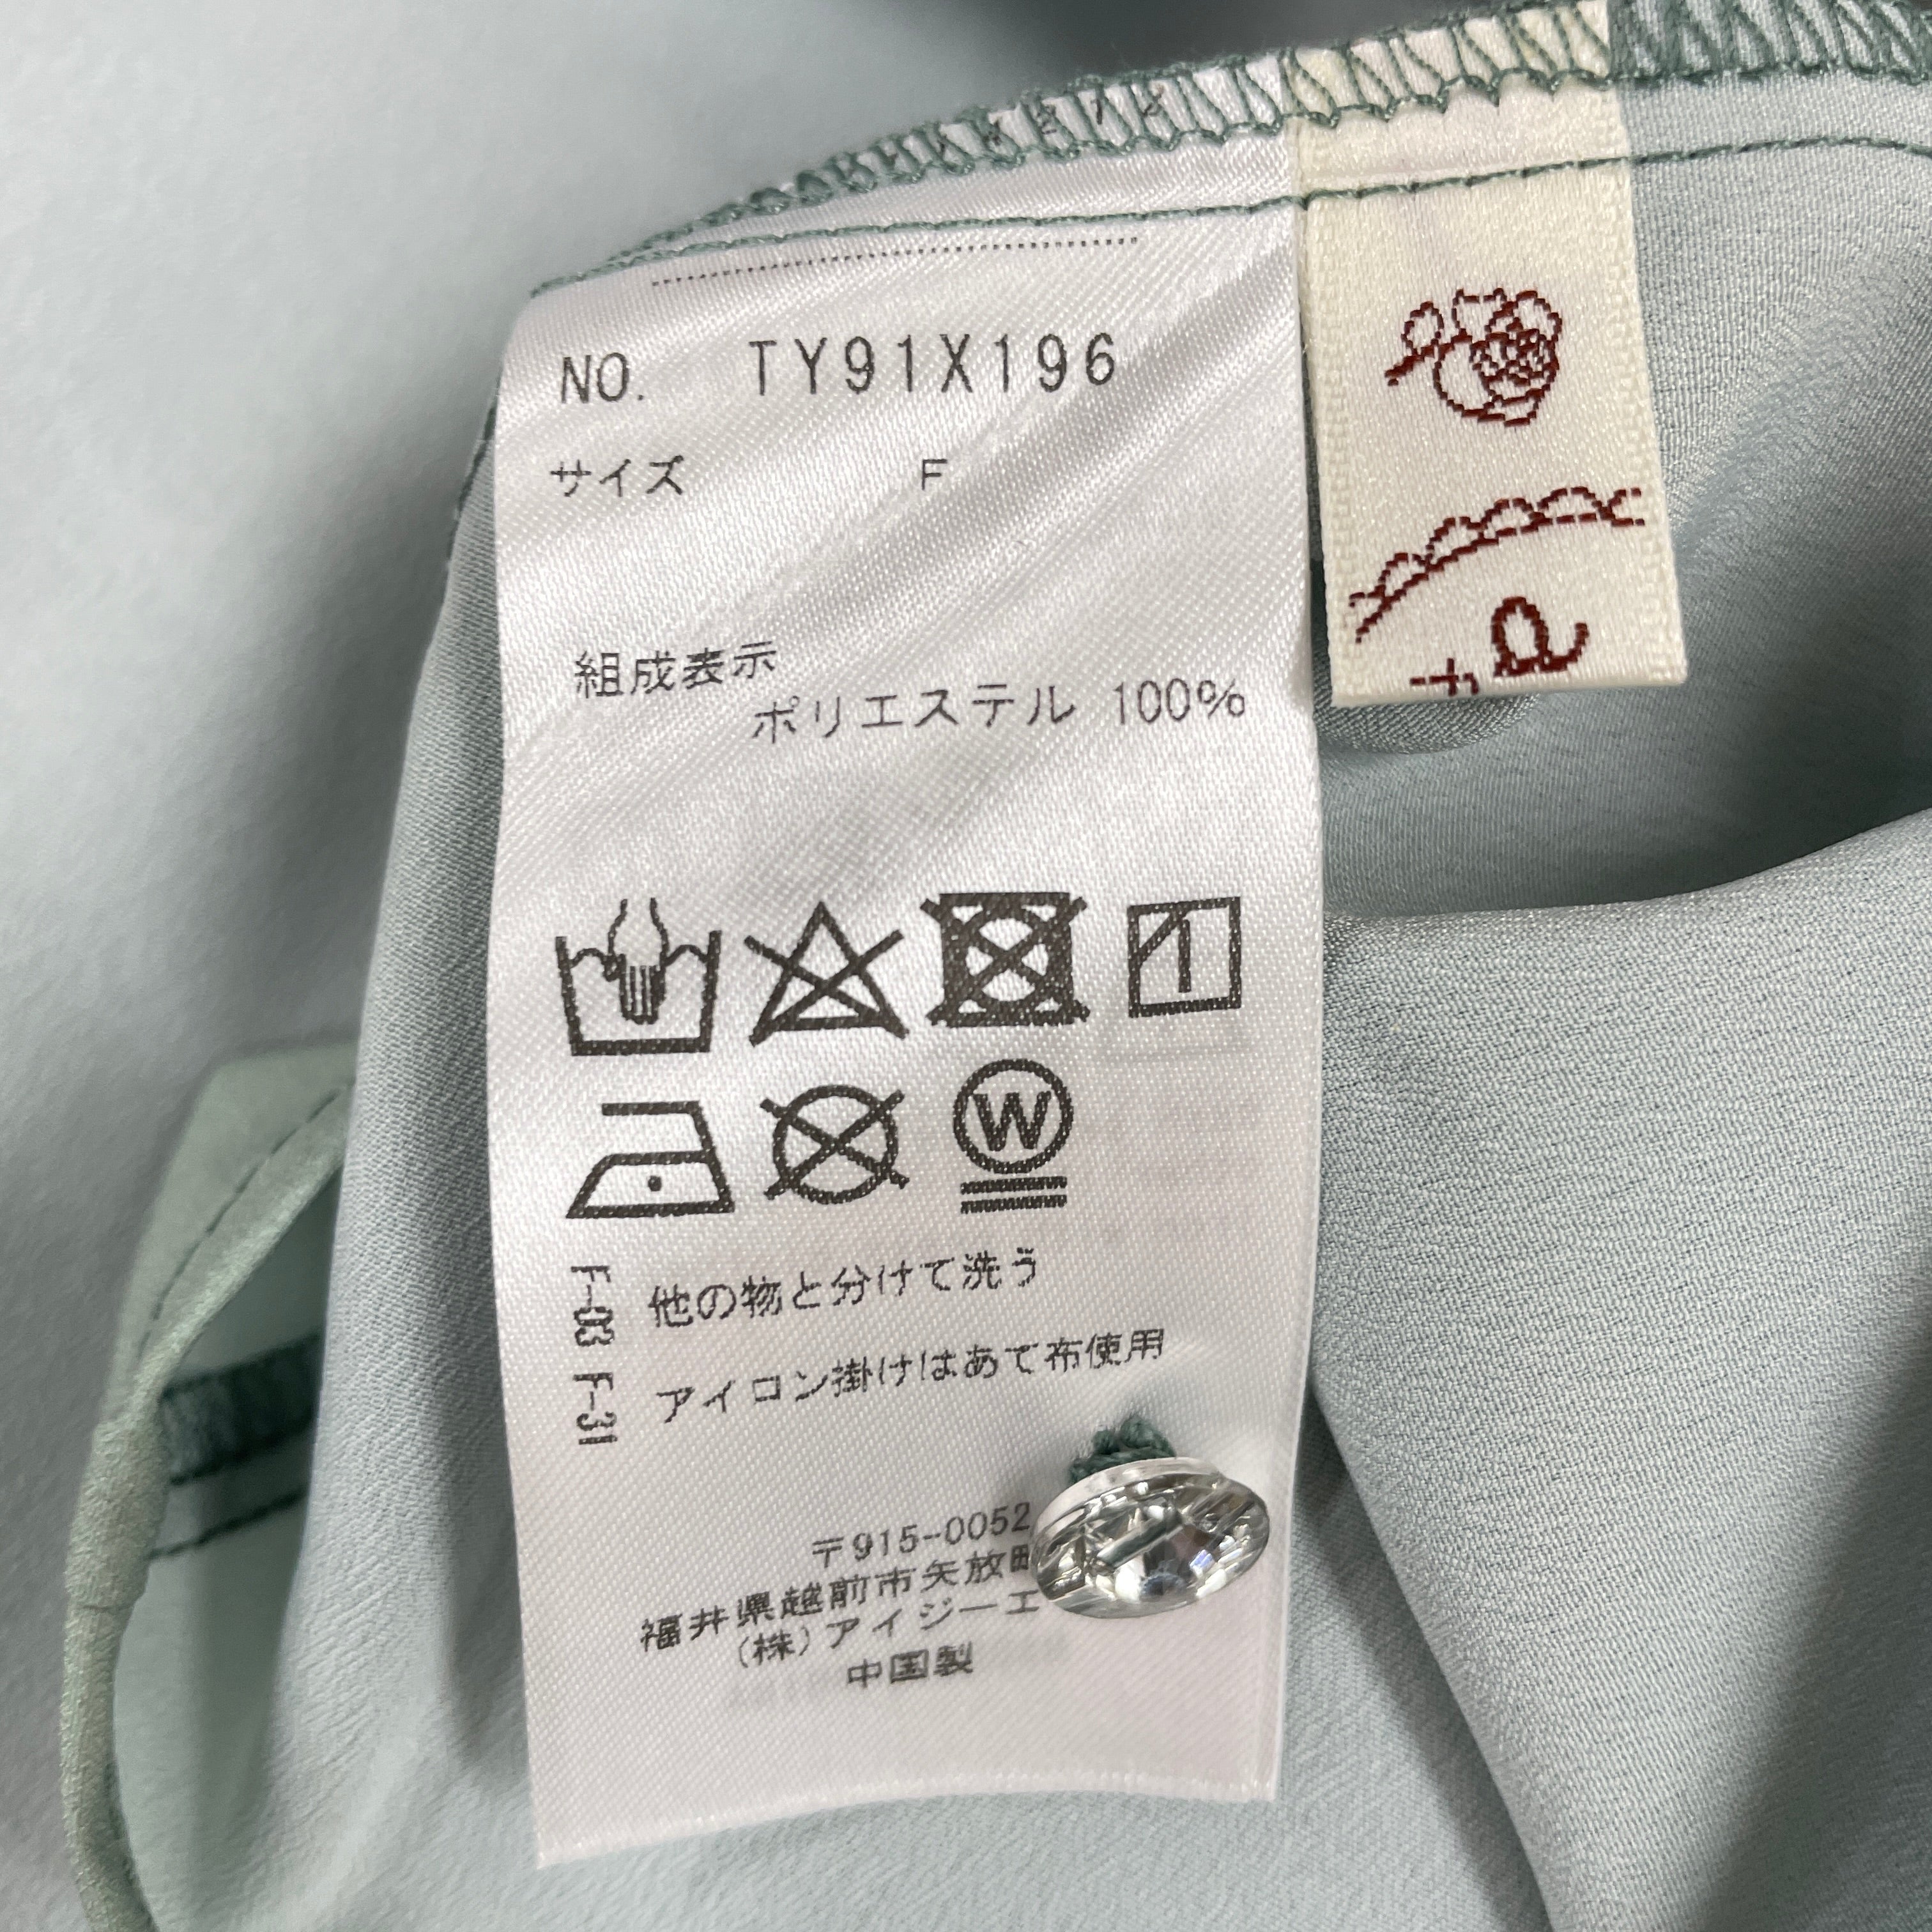 NO. TY91X196
サイズ F
組成表示
ポリエステル 100%
W
F-03 他の物と分けて洗う
F-31 アイロン掛けはあて布使用
〒915-0052
福井県越前市矢放町
(株)アイジーエ
中国製